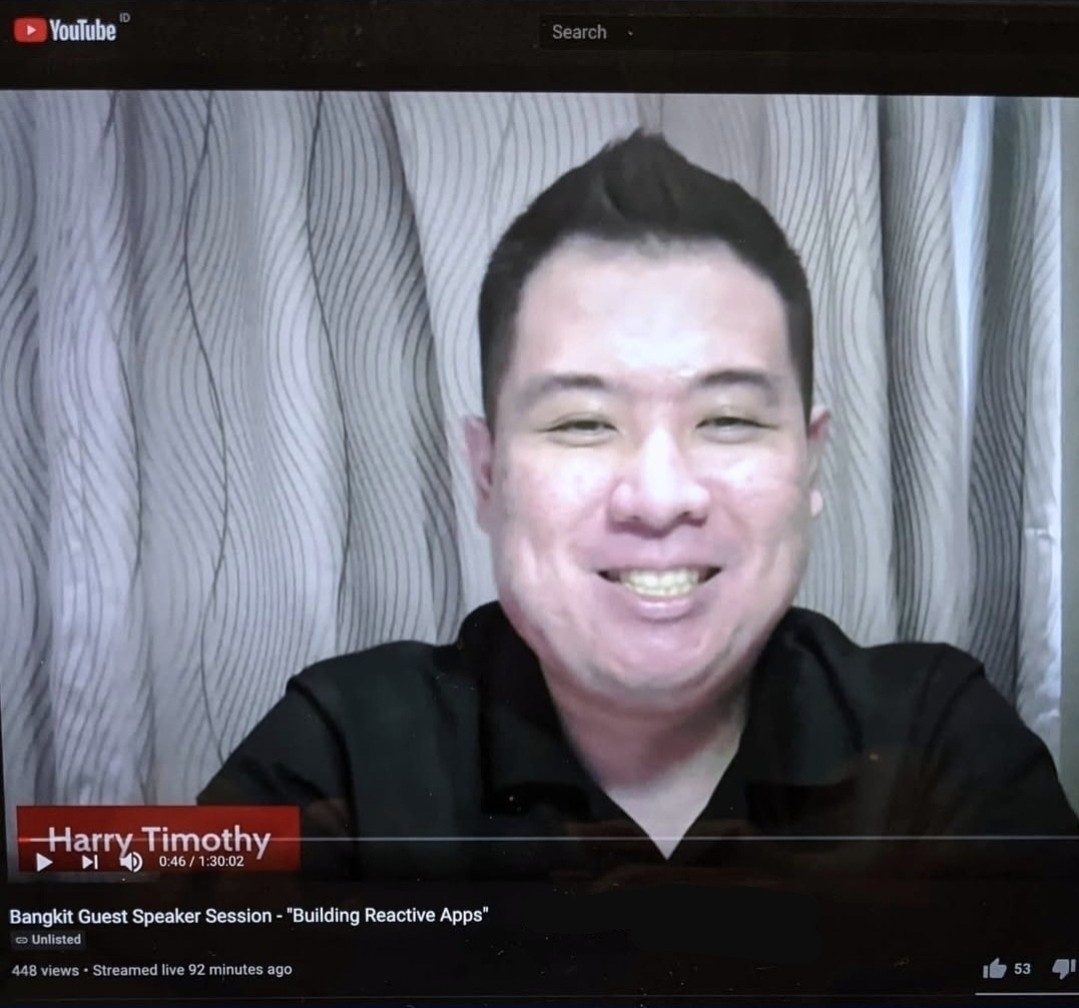 YouTube ID
Search
Harry Timothy
0:46 / 1:30:02
Bangkit Guest Speaker Session - "Building Reactive Apps"
Unlisted
448 views • Streamed live 92 minutes ago
53